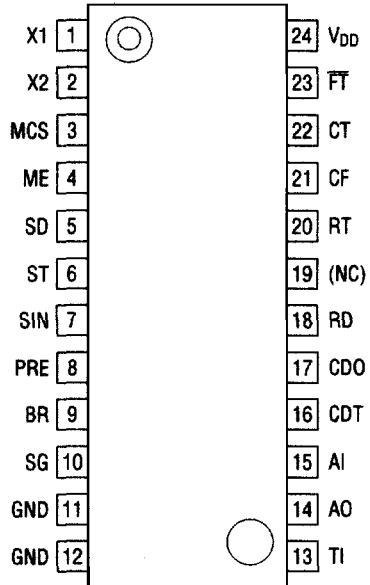 X1 1 24 VDD
X2 2 23 F̅T̅
MCS 3 22 CT
ME 4 21 CF
SD 5 20 RT
ST 6 19 (NC)
SIN 7 18 RD
PRE 8 17 CDO
BR 9 16 CDT
SG 10 15 AI
GND 11 14 AO
GND 12 13 TI